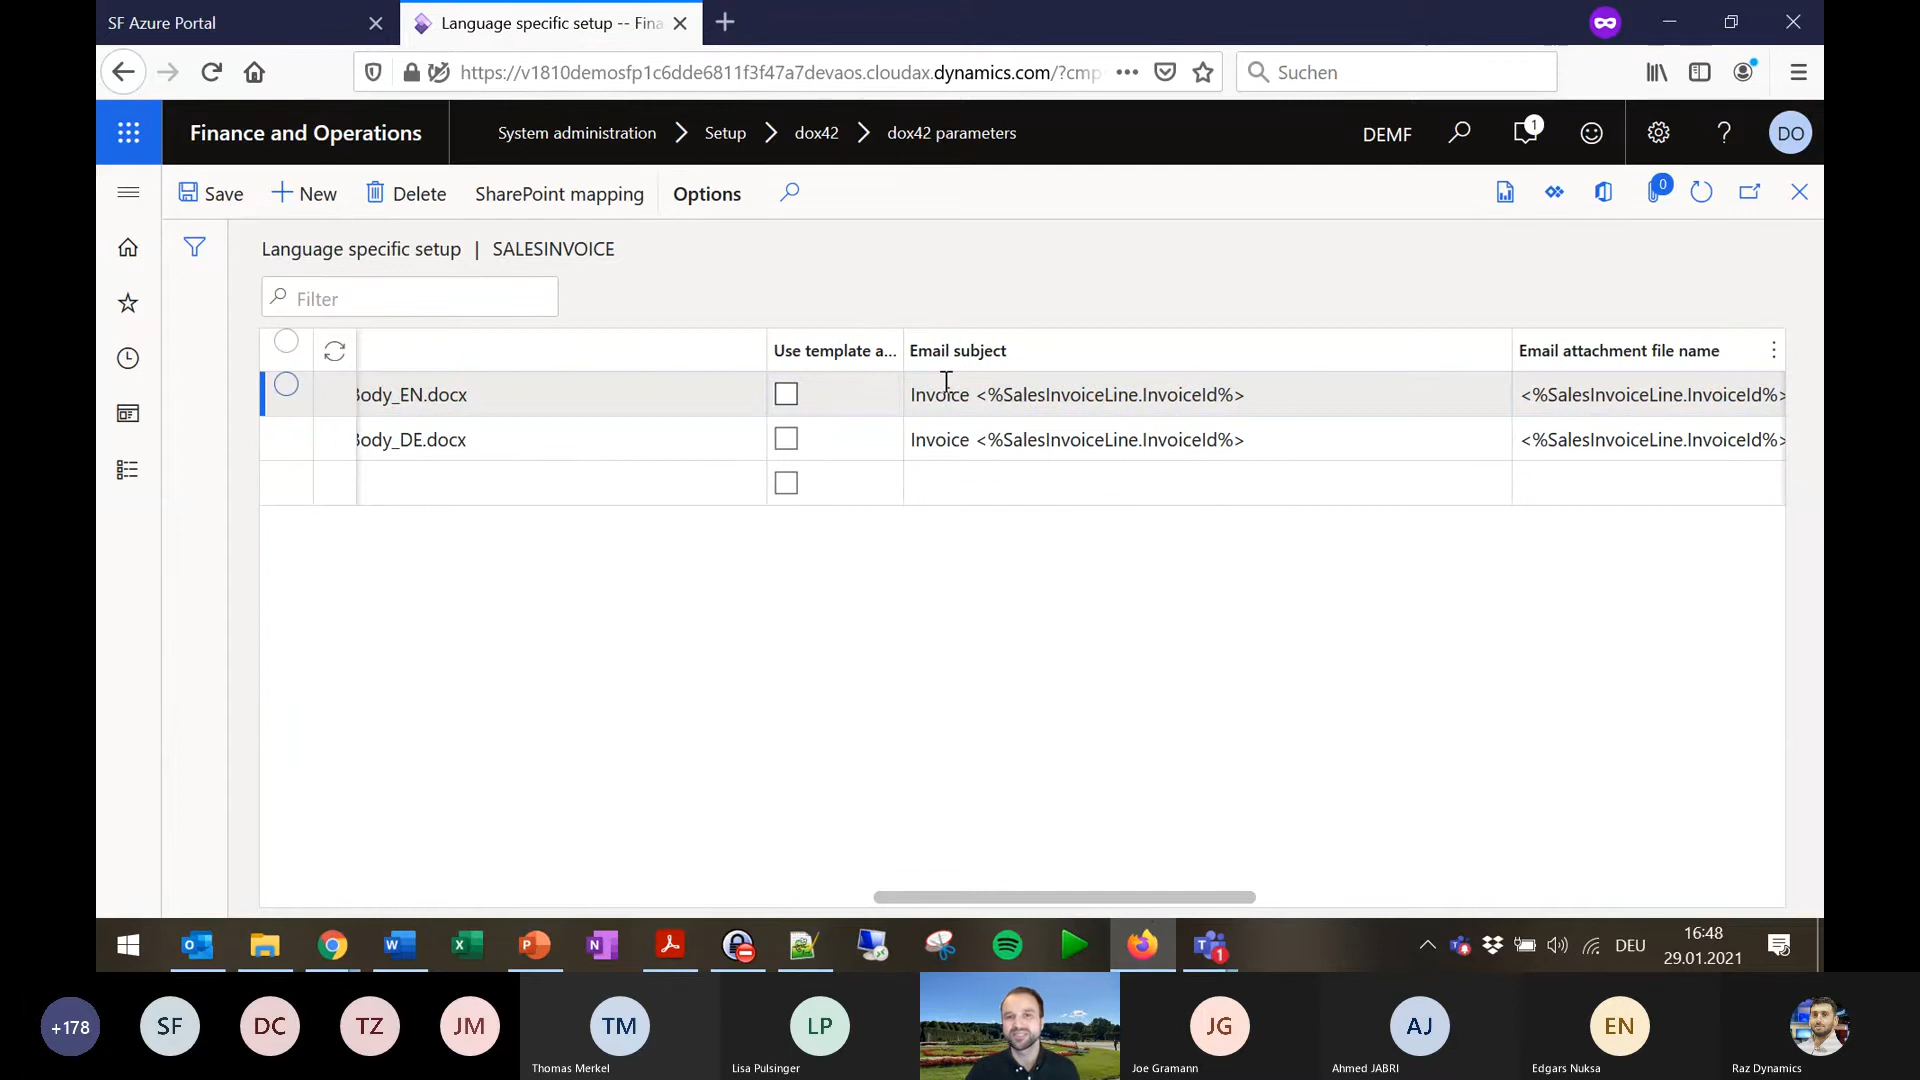 SF Azure Portal
Language specific setup -- Fina
https://v1810demosfp1c6dde6811f3f47a7devaos.cloudax.dynamics.com/?cmp
Suchen
Finance and Operations
System administration
Setup
dox42
dox42 parameters
DEMF
1
?
DO
Save
New
Delete
SharePoint mapping
Options
0
Language specific setup | SALESINVOICE
Filter
Use template a...
Email subject
Email attachment file name
Body_EN.docx
Invoice <%SalesInvoiceLine.InvoiceId%>
<%SalesInvoiceLine.InvoiceId%>
Body_DE.docx
Invoice <%SalesInvoiceLine.InvoiceId%>
<%SalesInvoiceLine.InvoiceId%>
DEU
16:48
29.01.2021
+178
SF
DC
TZ
JM
TM
Thomas Merkel
LP
Lisa Pulsinger
JG
Joe Gramann
AJ
Ahmed JABRI
EN
Edgars Nuksa
Raz Dynamics